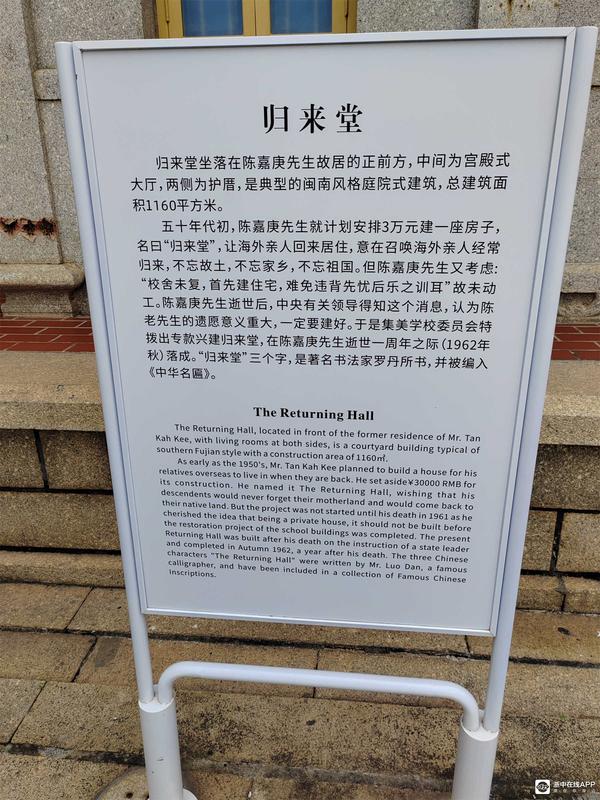 归来堂
归来堂坐落在陈嘉庚先生故居的正前方，中间为宫殿式
大厅，两侧为护厝，是典型的闽南风格庭院式建筑，总建筑面
积1160平方米。
五十年代初，陈嘉庚先生就计划安排3万元建一座房子，
名曰“归来堂”，让海外亲人回来居住，意在召唤海外亲人经常
归来，不忘故土，不忘家乡，不忘祖国。但陈嘉庚先生又考虑：
“校舍未复，首先建住宅，难免违背先忧后乐之训耳”故未动
工。陈嘉庚先生逝世后，中央有关领导得知这个消息，认为陈
老先生的遗愿意义重大，一定要建好。于是集美学校委员会特
拨出专款兴建归来堂，在陈嘉庚先生逝世一周年之际（1962年
秋）落成。“归来堂”三个字，是著名书法家罗丹所书，并被编入
《中华名匾》。
The Returning Hall
The Returning Hall, located in front of the former residence of Mr. Tan
Kah Kee, with living rooms at both sides, is a courtyard building typical of
southern Fujian style with a construction area of 1160㎡.
As early as the 1950's, Mr. Tan Kah Kee planned to build a house for his
relatives overseas to live in when they are back. He set aside¥30000 RMB for
its construction. He named it The Returning Hall, wishing that his
descendents would never forget their motherland and would come back to
their native land. But the project was not started until his death in 1961 as he
cherished the idea that being a private house, it should not be built before
the restoration project of the school buildings was completed. The present
Returning Hall was built after his death on the instruction of a state leader
and completed in Autumn 1962, a year after his death. The three Chinese
characters "The Returning Hall" were written by Mr. Luo Dan, a famous
calligrapher, and have been included in a collection of Famous Chinese
Inscriptions.
浙中在线APP